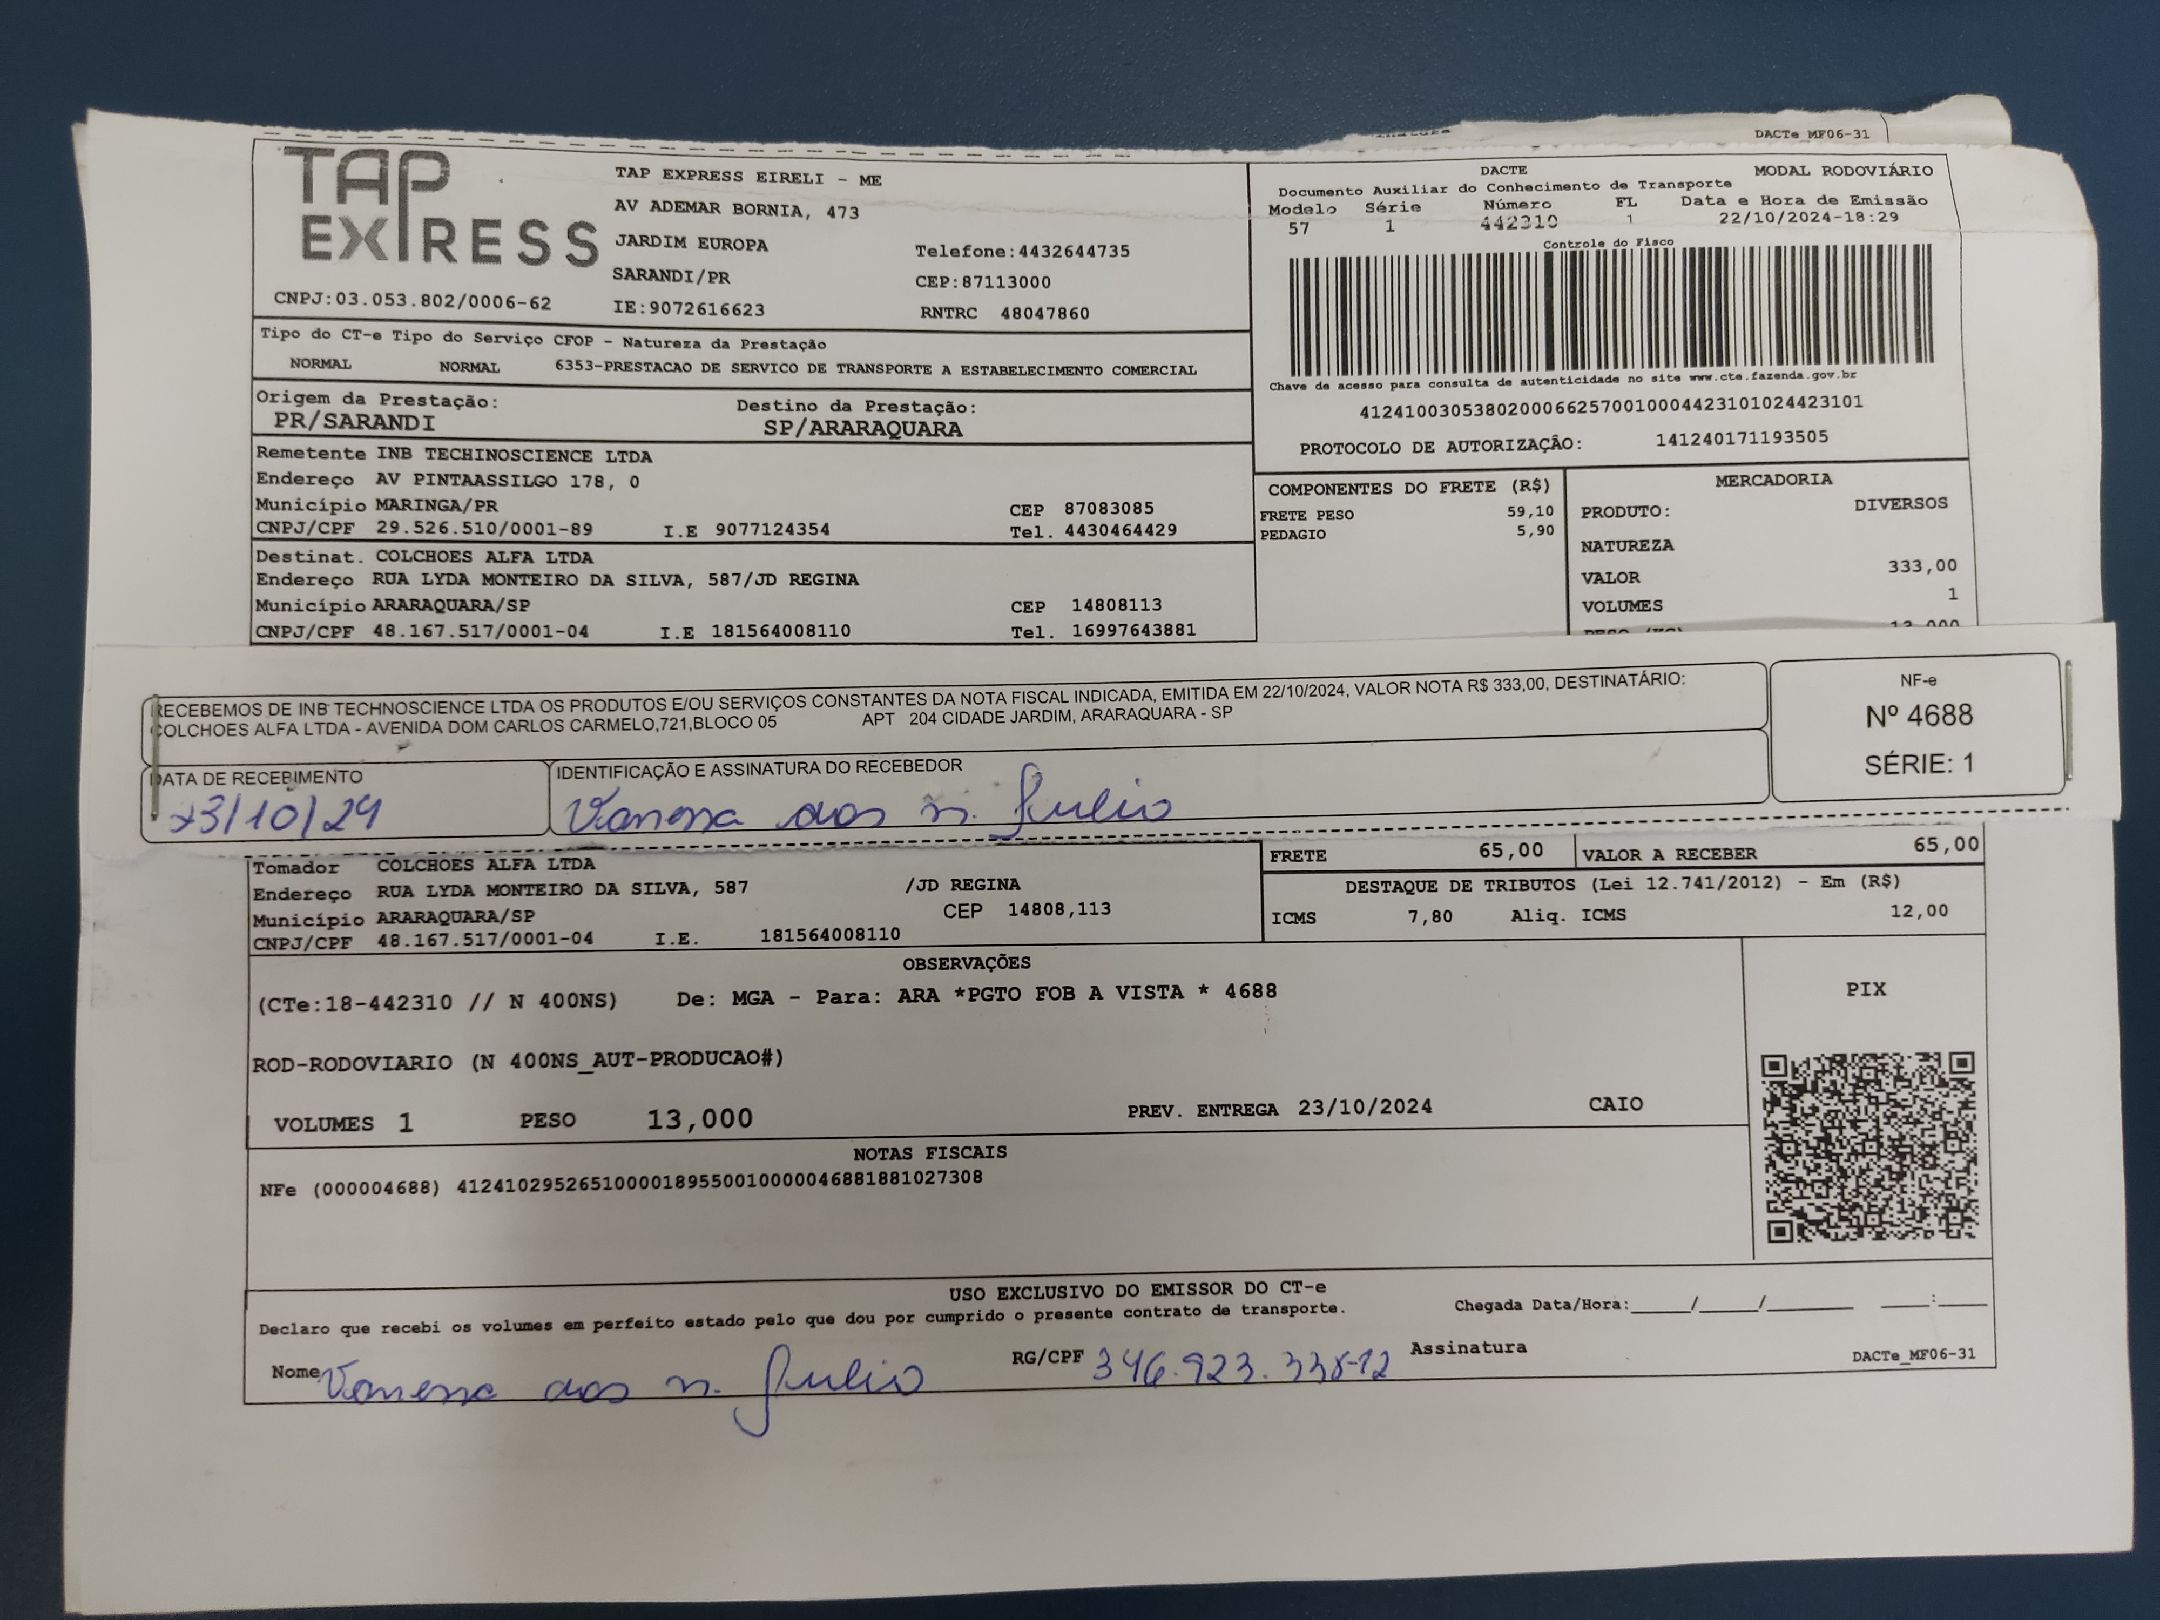 DACTe_MF06-31
TAP EXPRESS
TAP EXPRESS EIRELI - ME
AV ADEMAR BORNIA, 473
JARDIM EUROPA
Telefone:4432644735
SARANDI/PR
CEP:87113000
CNPJ:03.053.802/0006-62
IE:9072616623
RNTRC 48047860
DACTE
MODAL RODOVIÁRIO
Documento Auxiliar do Conhecimento de Transporte
Modelo Série Número FL Data e Hora de Emissão
57 1 442310 1 22/10/2024-18:29
Controle do Fisco
Chave de acesso para consulta de autenticidade no site www.cte.fazenda.gov.br
41241003053802000662570010004423101024423101
PROTOCOLO DE AUTORIZAÇÃO: 141240171193505
Tipo do CT-e Tipo do Serviço CFOP - Natureza da Prestação
NORMAL NORMAL 6353-PRESTACAO DE SERVICO DE TRANSPORTE A ESTABELECIMENTO COMERCIAL
Origem da Prestação: Destino da Prestação:
PR/SARANDI SP/ARARAQUARA
Remetente INB TECHINOSCIENCE LTDA
Endereço AV PINTAASSILGO 178, 0
Município MARINGA/PR CEP 87083085
CNPJ/CPF 29.526.510/0001-89 I.E 9077124354 Tel. 4430464429
Destinat. COLCHOES ALFA LTDA
Endereço RUA LYDA MONTEIRO DA SILVA, 587/JD REGINA
Município ARARAQUARA/SP CEP 14808113
CNPJ/CPF 48.167.517/0001-04 I.E 181564008110 Tel. 16997643881
COMPONENTES DO FRETE (R$)
FRETE PESO 59,10
PEDAGIO 5,90
MERCADORIA
PRODUTO: DIVERSOS
NATUREZA
VALOR 333,00
VOLUMES 1
RECEBEMOS DE INB TECHNOSCIENCE LTDA OS PRODUTOS E/OU SERVIÇOS CONSTANTES DA NOTA FISCAL INDICADA, EMITIDA EM 22/10/2024, VALOR NOTA R$ 333,00, DESTINATÁRIO:
COLCHOES ALFA LTDA - AVENIDA DOM CARLOS CARMELO,721,BLOCO 05 APT 204 CIDADE JARDIM, ARARAQUARA - SP
NF-e
Nº 4688
SÉRIE: 1
DATA DE RECEBIMENTO
23/10/24
IDENTIFICAÇÃO E ASSINATURA DO RECEBEDOR
Vanessa dos n. Julio
Tomador COLCHOES ALFA LTDA
Endereço RUA LYDA MONTEIRO DA SILVA, 587 /JD REGINA
Município ARARAQUARA/SP CEP 14808,113
CNPJ/CPF 48.167.517/0001-04 I.E. 181564008110
FRETE 65,00 VALOR A RECEBER 65,00
DESTAQUE DE TRIBUTOS (Lei 12.741/2012) - Em (R$)
ICMS 7,80 Aliq. ICMS 12,00
OBSERVAÇÕES
(CTe:18-442310 // N 400NS) De: MGA - Para: ARA *PGTO FOB A VISTA * 4688
ROD-RODOVIARIO (N 400NS_AUT-PRODUCAO#)
VOLUMES 1 PESO 13,000 PREV. ENTREGA 23/10/2024 CAIO
PIX
NOTAS FISCAIS
NFe (000004688) 41241029526510000189550010000046881881027308
USO EXCLUSIVO DO EMISSOR DO CT-e
Declaro que recebi os volumes em perfeito estado pelo que dou por cumprido o presente contrato de transporte.
Chegada Data/Hora:_____/_____/_______ ____:____
Nome Vanessa dos n. Julio RG/CPF 346.923.338-12 Assinatura
DACTe_MF06-31